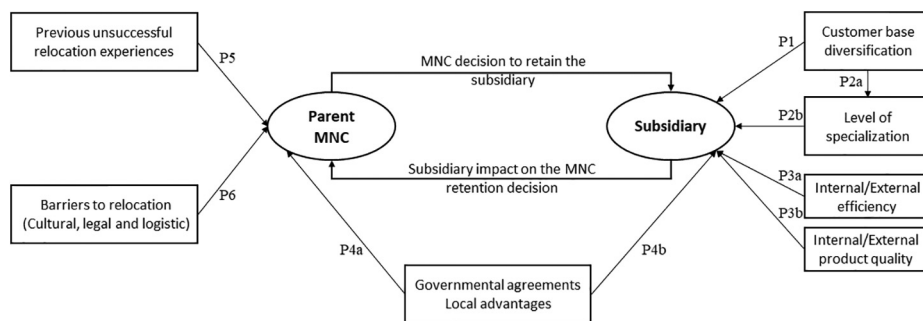 Previous unsuccessful
relocation experiences
P5
MNC decision to retain the
subsidiary
P1
Customer base
diversification
P2a
Parent
MNC
Subsidiary
P2b
Level of
specialization
Subsidiary impact on the MNC
retention decision
P6
Barriers to relocation
(Cultural, legal and logistic)
P3a
Internal/External
efficiency
P3b
Internal/External
product quality
P4a
P4b
Governmental agreements
Local advantages